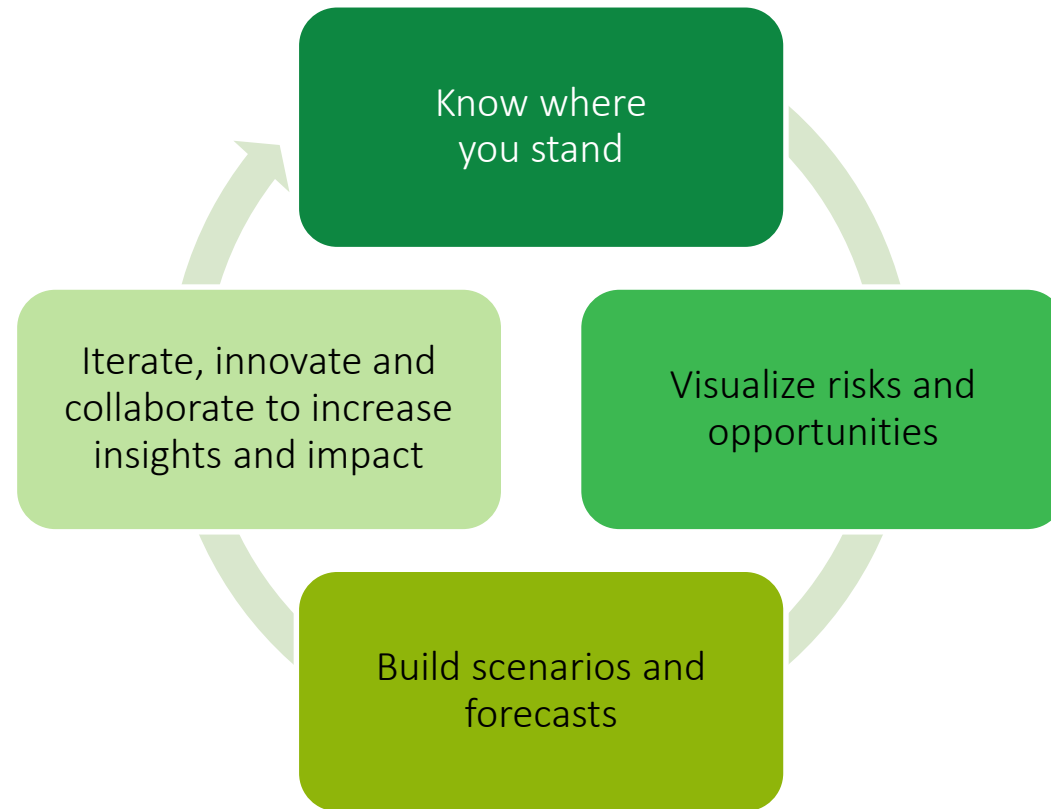 Know where
you stand
Visualize risks and
opportunities
Build scenarios and
forecasts
Iterate, innovate and
collaborate to increase
insights and impact